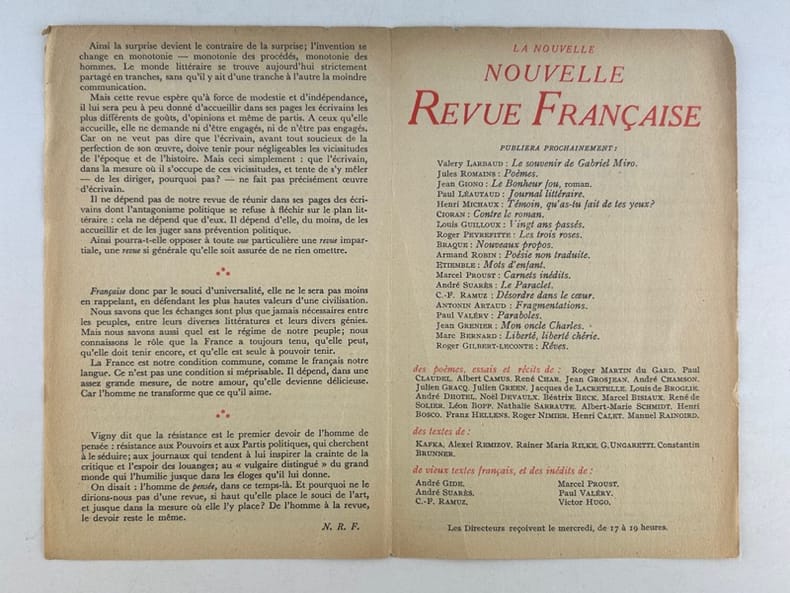 Ainsi la surprise devient le contraire de la surprise; l'invention se
change en monotonie — monotonie des procédés, monotonie des
hommes. Le monde littéraire se trouve aujourd'hui strictement
partagé en tranches, sans qu'il y ait d'une tranche à l'autre la moindre
communication.
Mais cette revue espère qu'à force de modestie et d'indépendance,
il lui sera peu à peu donné d'accueillir dans ses pages les écrivains les
plus différents de goûts, d'opinions et même de partis. A ceux qu'elle
accueille, elle ne demande ni d'être engagés, ni de n'être pas engagés.
Car on ne veut pas dire que l'écrivain, avant tout soucieux de la
perfection de son œuvre, doive tenir pour négligeables les vicissitudes
de l'époque et de l'histoire. Mais ceci simplement : que l'écrivain,
dans la mesure où il s'occupe de ces vicissitudes, et tente de s'y mêler
— de les diriger, pourquoi pas? — ne fait pas précisément œuvre
d'écrivain.
Il ne dépend pas de notre revue de réunir dans ses pages des écri-
vains dont l'antagonisme politique se refuse à fléchir sur le plan lit-
téraire : cela ne dépend que d'eux. Il dépend d'elle, du moins, de les
accueillir et de les juger sans prévention politique.
Ainsi pourra-t-elle opposer à toute vue particulière une revue impar-
tiale, une revue si générale qu'elle soit assurée de ne rien omettre.
Française donc par le souci d'universalité, elle ne le sera pas moins
en rappelant, en défendant les plus hautes valeurs d'une civilisation.
Nous savons que les échanges sont plus que jamais nécessaires entre
les peuples, entre leurs diverses littératures et leurs divers génies.
Mais nous savons aussi quel est le régime de notre peuple; nous
connaissons le rôle que la France a toujours tenu, qu'elle peut,
qu'elle doit tenir encore, et qu'elle est seule à pouvoir tenir.
La France est notre condition commune, comme le français notre
langue. Ce n'est pas une condition si méprisable. Il dépend, dans une
assez grande mesure, de notre amour, qu'elle devienne délicieuse.
Car l'homme ne transforme que ce qu'il aime.
Vigny dit que la résistance est le premier devoir de l'homme de
pensée : résistance aux Pouvoirs et aux Partis politiques, qui cherchent
à le séduire; aux journaux qui tendent à lui inspirer la crainte de la
critique et l'espoir des louanges; au « vulgaire distingué » du grand
monde qui l'humilie jusque dans les éloges qu'il lui donne.
On disait : l'homme de pensée, dans ce temps-là. Et pourquoi ne le
dirions-nous pas d'une revue, si haut qu'elle place le souci de l'art,
et jusque dans la mesure où elle l'y place? De l'homme à la revue,
le devoir reste le même.
N. R. F.
LA NOUVELLE
NOUVELLE
REVUE FRANÇAISE
PUBLIERA PROCHAINEMENT :
Valery LARBAUD : Le souvenir de Gabriel Miro.
Jules ROMAINS : Poèmes.
Jean GIONO : Le Bonheur fou, roman.
Paul LÉAUTAUD : Journal littéraire.
Henri MICHAUX : Témoin, qu'as-tu fait de tes yeux?
CIORAN : Contre le roman.
Louis GUILLOUX : Vingt ans passés.
Roger PEYREFITTE : Les trois roses.
BRAQUE : Nouveaux propos.
Armand ROBIN : Poésie non traduite.
ETIEMBLE : Mots d'enfant.
Marcel PROUST : Carnets inédits.
André SUARÈS : Le Paraclet.
C.-F. RAMUZ : Désordre dans le cœur.
ANTONIN ARTAUD : Fragmentations.
Paul VALÉRY : Paraboles.
Jean GRENIER : Mon oncle Charles.
Marc BERNARD : Liberté, liberté chérie.
Roger GILBERT-LECONTE : Rêves.
des poèmes, essais et récits de : Roger MARTIN du GARD, Paul
CLAUDEL, Albert CAMUS, René CHAR, Jean GROSJEAN, André CHAMSON,
Julien GRACQ, Julien GREEN, Jacques de LACRETELLE, Louis de BROGLIE,
André DHOTEL, Noël DEVAULT, Béatrix BECK, Marcel BISIAUX, René de
SOLIER, Léon BOPP, Nathalie SARRAUTE, Albert-Marie SCHMIDT, Henri
BOSCO, Franz HELLENS, Roger NIMIER, Henri CALET, Manuel RAINOIRD.
des textes de :
KAFKA, Alexei REMIZOV, Rainer Maria RILKE, G. UNGARETTI, Constantin
BRUNNER.
de vieux textes français, et des inédits de :
André GIDE. Marcel PROUST.
André SUARÈS. Paul VALÉRY.
C.-F. RAMUZ. Victor HUGO.
Les Directeurs reçoivent le mercredi, de 17 à 19 heures.